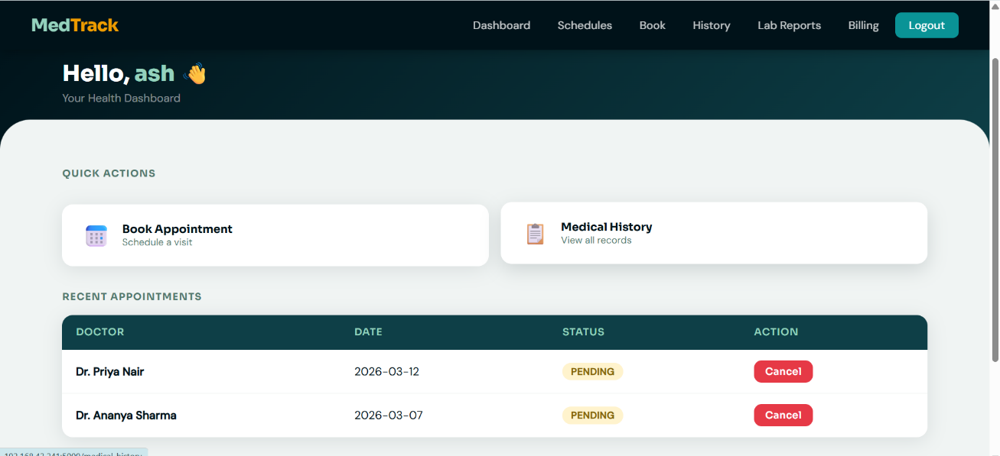 MedTrack Dashboard Schedules Book History Lab Reports Billing Logout
Hello, ash
Your Health Dashboard
QUICK ACTIONS
Book Appointment
Schedule a visit
Medical History
View all records
RECENT APPOINTMENTS
DOCTOR DATE STATUS ACTION
Dr. Priya Nair 2026-03-12 PENDING Cancel
Dr. Ananya Sharma 2026-03-07 PENDING Cancel